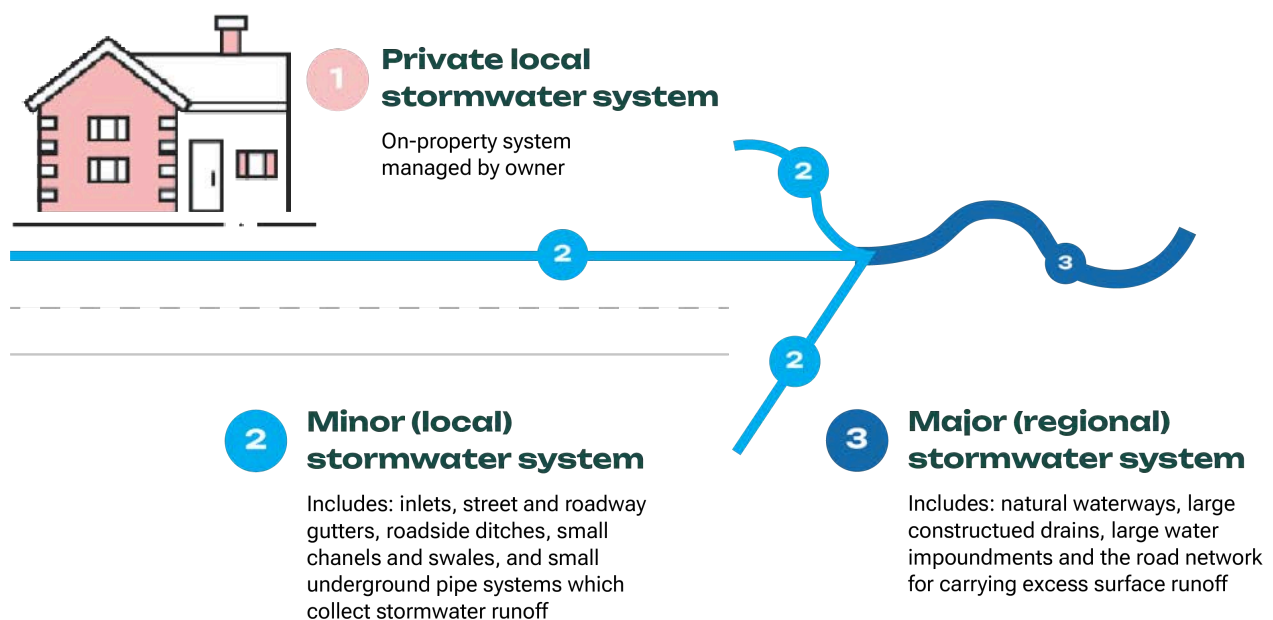 1
Private local
stormwater system
On-property system
managed by owner
2
2
3
2
2
Minor (local)
stormwater system
Includes: inlets, street and roadway
gutters, roadside ditches, small
chanels and swales, and small
underground pipe systems which
collect stormwater runoff
3
Major (regional)
stormwater system
Includes: natural waterways, large
constructued drains, large water
impoundments and the road network
for carrying excess surface runoff